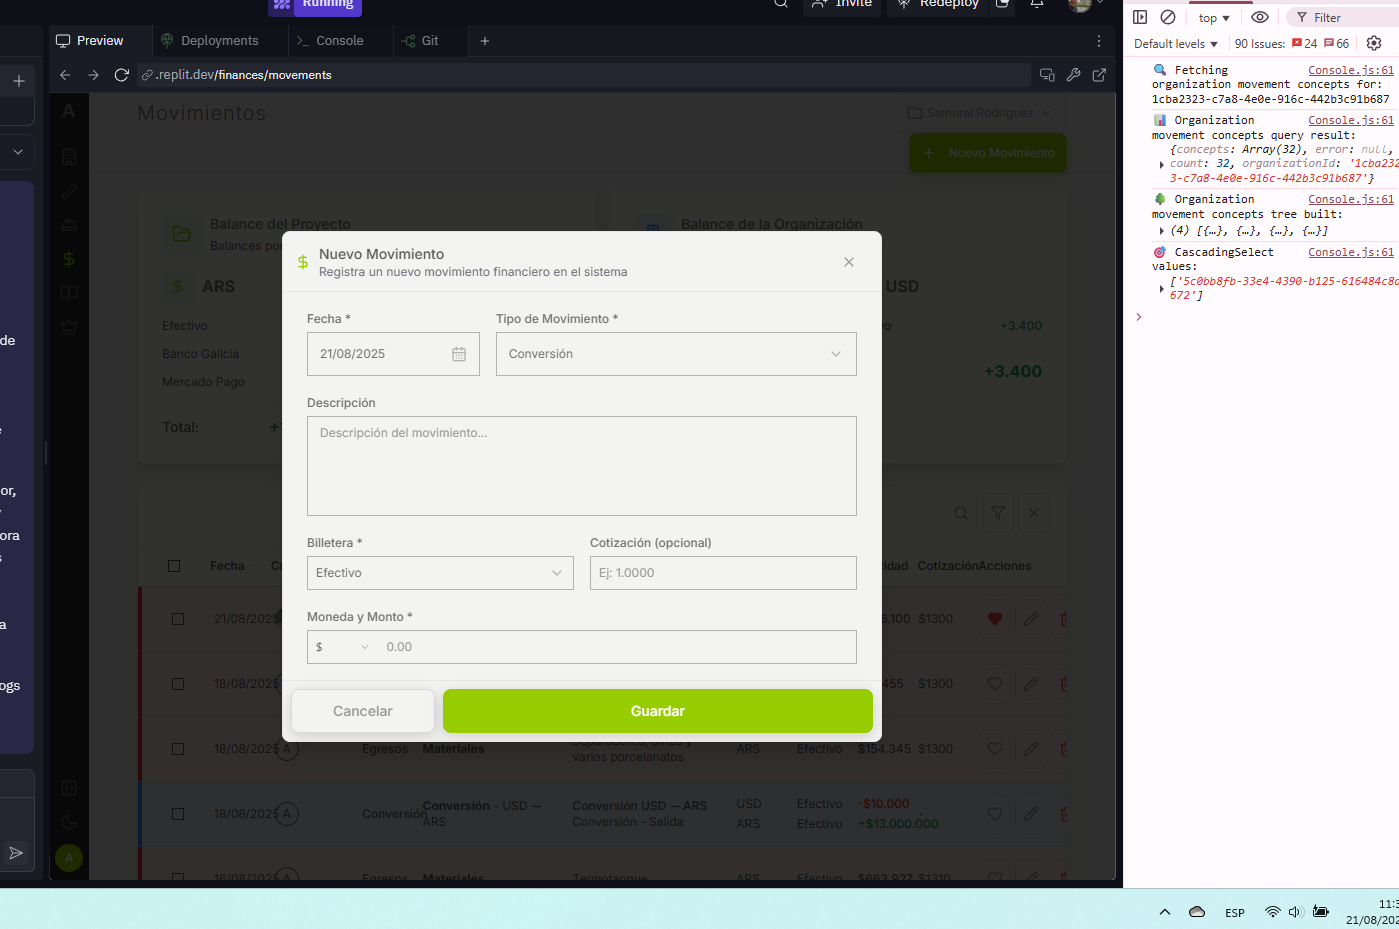 Running
Invite
Redeploy
Preview
Deployments
Console
Git
.replit.dev/finances/movements
A
Movimientos
Samurai Rodriguez
Nuevo Movimiento
Balance del Proyecto
Balances
Balance de la Organización
ARS
USD
Efectivo
+3.400
Banco Galicia
Mercado Pago
+3.400
Total:
Nuevo Movimiento
Registra un nuevo movimiento financiero en el sistema
Fecha *
Tipo de Movimiento *
21/08/2025
Conversión
Descripción
Descripción del movimiento...
Billetera *
Cotización (opcional)
Efectivo
Ej: 1.0000
Moneda y Monto *
$
0.00
Cancelar
Guardar
Fecha
Cotización
Acciones
21/08/2025
$1300
18/08/2025
$1300
18/08/2025
A
Egresos
Materiales
varios porcelanatos
ARS
Efectivo
$154.345
$1300
18/08/2025
A
Conversión
Conversión - USD →
ARS
Conversión USD → ARS
Conversión - Salida
USD
ARS
Efectivo
Efectivo
-$10.000
+$13.000.000
-
16/08/2025
Egresos
Materiales
Termotanque
ARS
Efectivo
$663.927
$1310
A
de
or,
ora
a
ogs
top
Filter
Default levels
90 Issues:
24
66
Fetching
Console.js:61
organization movement concepts for:
1cba2323-c7a8-4e0e-916c-442b3c91b687
Organization
Console.js:61
movement concepts query result:
{concepts: Array(32), error: null,
count: 32, organizationId: '1cba232
3-c7a8-4e0e-916c-442b3c91b687'}
Organization
Console.js:61
movement concepts tree built:
(4) [{…}, {…}, {…}, {…}]
CascadingSelect
Console.js:61
values:
['5c0bb8fb-33e4-4390-b125-616484c8
672']
ESP
11:3
21/08/202